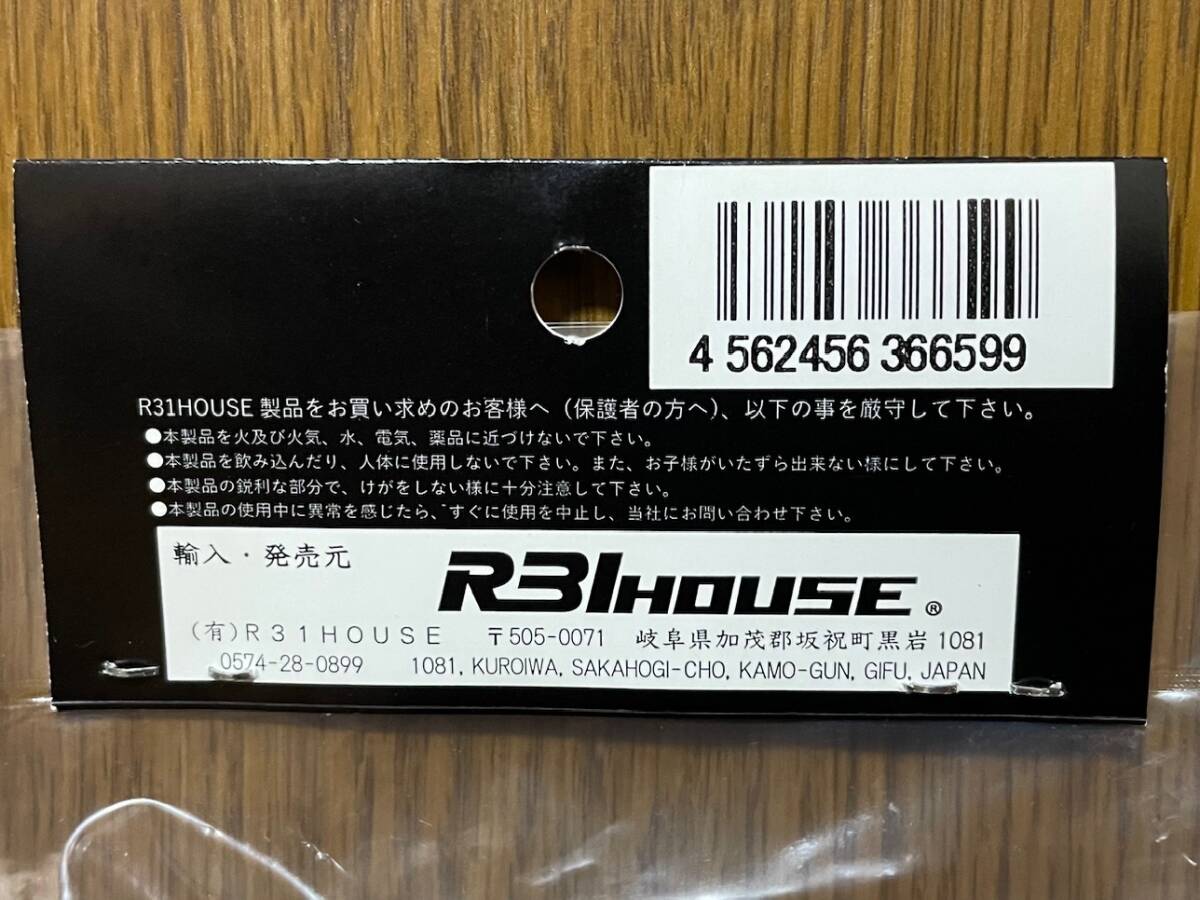 4 562456 366599
R31HOUSE 製品をお買い求めのお客様へ（保護者の方へ）、以下の事を厳守して下さい。
●本製品を火及び火気、水、電気、薬品に近づけないで下さい。
●本製品を飲み込んだり、人体に使用しないで下さい。また、お子様がいたずら出来ない様にして下さい。
●本製品の鋭利な部分で、けがをしない様に十分注意して下さい。
●本製品の使用中に異常を感じたら、すぐに使用を中止し、当社にお問い合わせ下さい。
輸入・発売元
R31HOUSE®
（有）R31HOUSE 〒505-0071 岐阜県加茂郡坂祝町黒岩1081
0574-28-0899 1081, KUROIWA, SAKAHOGI-CHO, KAMO-GUN, GIFU, JAPAN